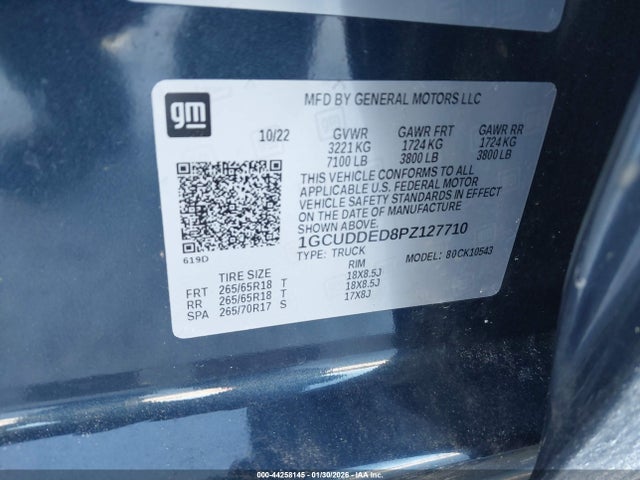 gm
MFD BY GENERAL MOTORS LLC
10/22 GVWR GAWR FRT GAWR RR
3221 KG 1724 KG 1724 KG
7100 LB 3800 LB 3800 LB
THIS VEHICLE CONFORMS TO ALL
APPLICABLE U.S. FEDERAL MOTOR
VEHICLE SAFETY STANDARDS IN EFFECT
ON THE DATE OF MANUFACTURE SHOWN ABOVE.
1GCUDDED8PZ127710
619D
TYPE: TRUCK MODEL: 80CK10543
TIRE SIZE RIM
FRT 265/65R18 T 18X8.5J
RR 265/65R18 T 18X8.5J
SPA 265/70R17 S 17X8J
000-44258145 - 01/30/2026 - IAA Inc.